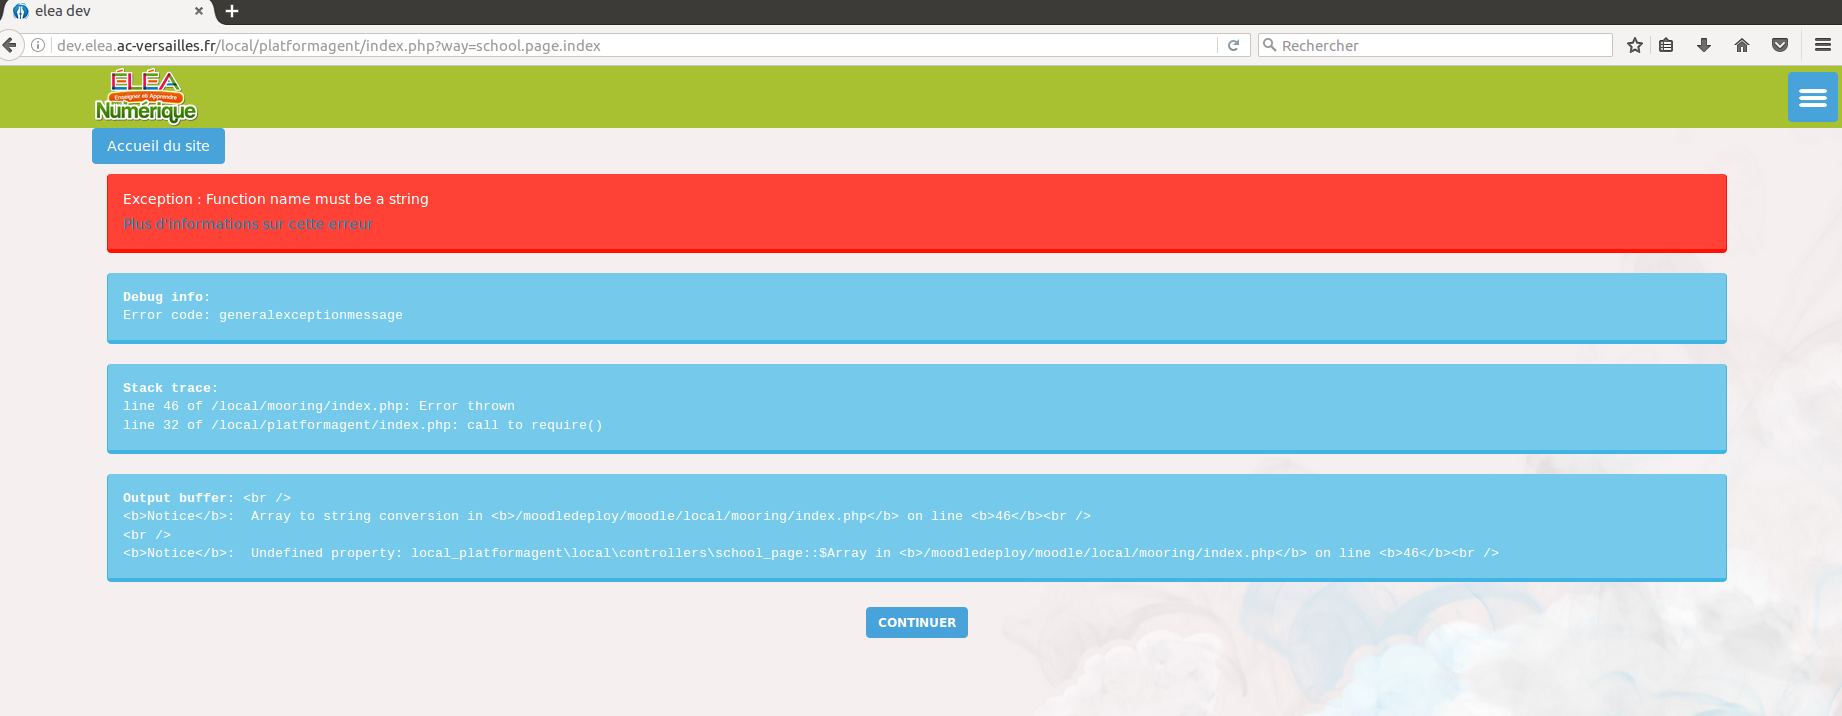 elea dev
dev.elea.ac-versailles.fr/local/platformagent/index.php?way=school.page.index
Rechercher
ÉLÉA
Enseigner et Apprendre
Numérique
Accueil du site
Exception : Function name must be a string
Plus d'informations sur cette erreur
Debug info:
Error code: generalexceptionmessage
Stack trace:
line 46 of /local/mooring/index.php: Error thrown
line 32 of /local/platformagent/index.php: call to require()
Output buffer: <br />
<b>Notice</b>:  Array to string conversion in <b>/moodledeploy/moodle/local/mooring/index.php</b> on line <b>46</b><br />
<br />
<b>Notice</b>:  Undefined property: local_platformagent\local\controllers\school_page::$Array in <b>/moodledeploy/moodle/local/mooring/index.php</b> on line <b>46</b><br />
CONTINUER